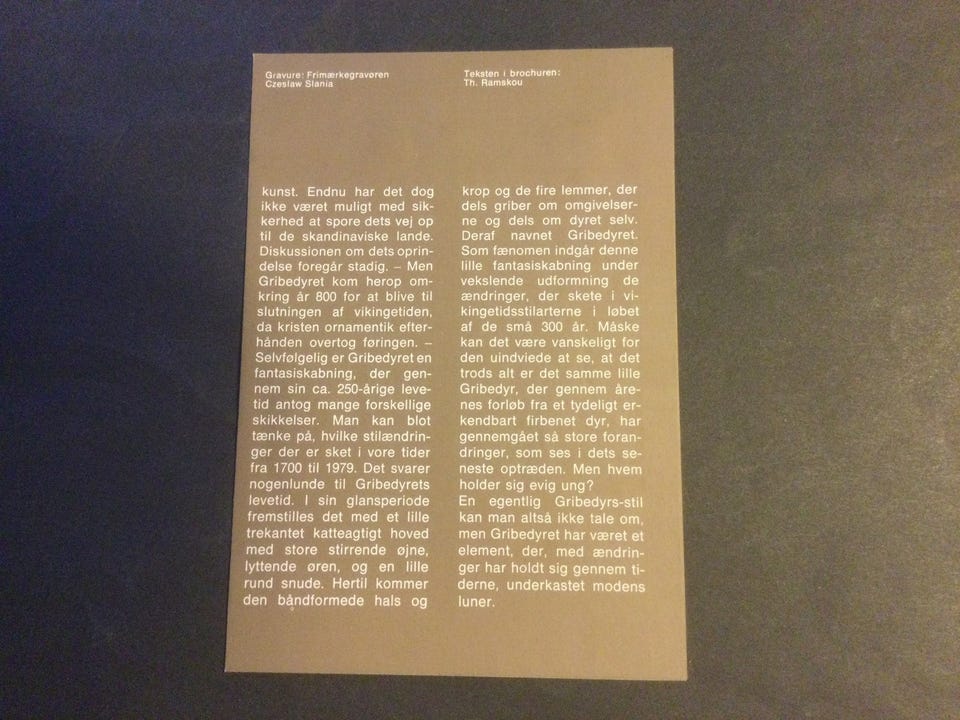 Gravure: Frimærkegravøren
Czeslaw Slania
Teksten i brochuren:
Th. Ramskou
kunst. Endnu har det dog
ikke været muligt med sik-
kerhed at spore dets vej op
til de skandinaviske lande.
Diskussionen om dets oprin-
delse foregår stadig. – Men
Gribedyret kom herop om-
kring år 800 for at blive til
slutningen af vikingetiden,
da kristen ornamentik efter-
hånden overtog føringen. –
Selvfølgelig er Gribedyret en
fantasiskabning, der gen-
nem sin ca. 250-årige leve-
tid antog mange forskellige
skikkelser. Man kan blot
tænke på, hvilke stilændrin-
ger der er sket i vore tider
fra 1700 til 1979. Det svarer
nogenlunde til Gribedyrets
levetid. I sin glansperiode
fremstilles det med et lille
trekantet katteagtigt hoved
med store stirrende øjne,
lyttende øren, og en lille
rund snude. Hertil kommer
den båndformede hals og
krop og de fire lemmer, der
dels griber om omgivelser-
ne og dels om dyret selv.
Deraf navnet Gribedyret.
Som fænomen indgår denne
lille fantasiskabning under
vekslende udformning de
ændringer, der skete i vi-
kingetidsstilarterne i løbet
af de små 300 år. Måske
kan det være vanskeligt for
den uindviede at se, at det
trods alt er det samme lille
Gribedyr, der gennem åre-
nes forløb fra et tydeligt er-
kendbart firbenet dyr, har
gennemgået så store foran-
dringer, som ses i dets se-
neste optræden. Men hvem
holder sig evig ung?
En egentlig Gribedyrs-stil
kan man altså ikke tale om,
men Gribedyret har været et
element, der, med ændrin-
ger har holdt sig gennem ti-
derne, underkastet modens
luner.